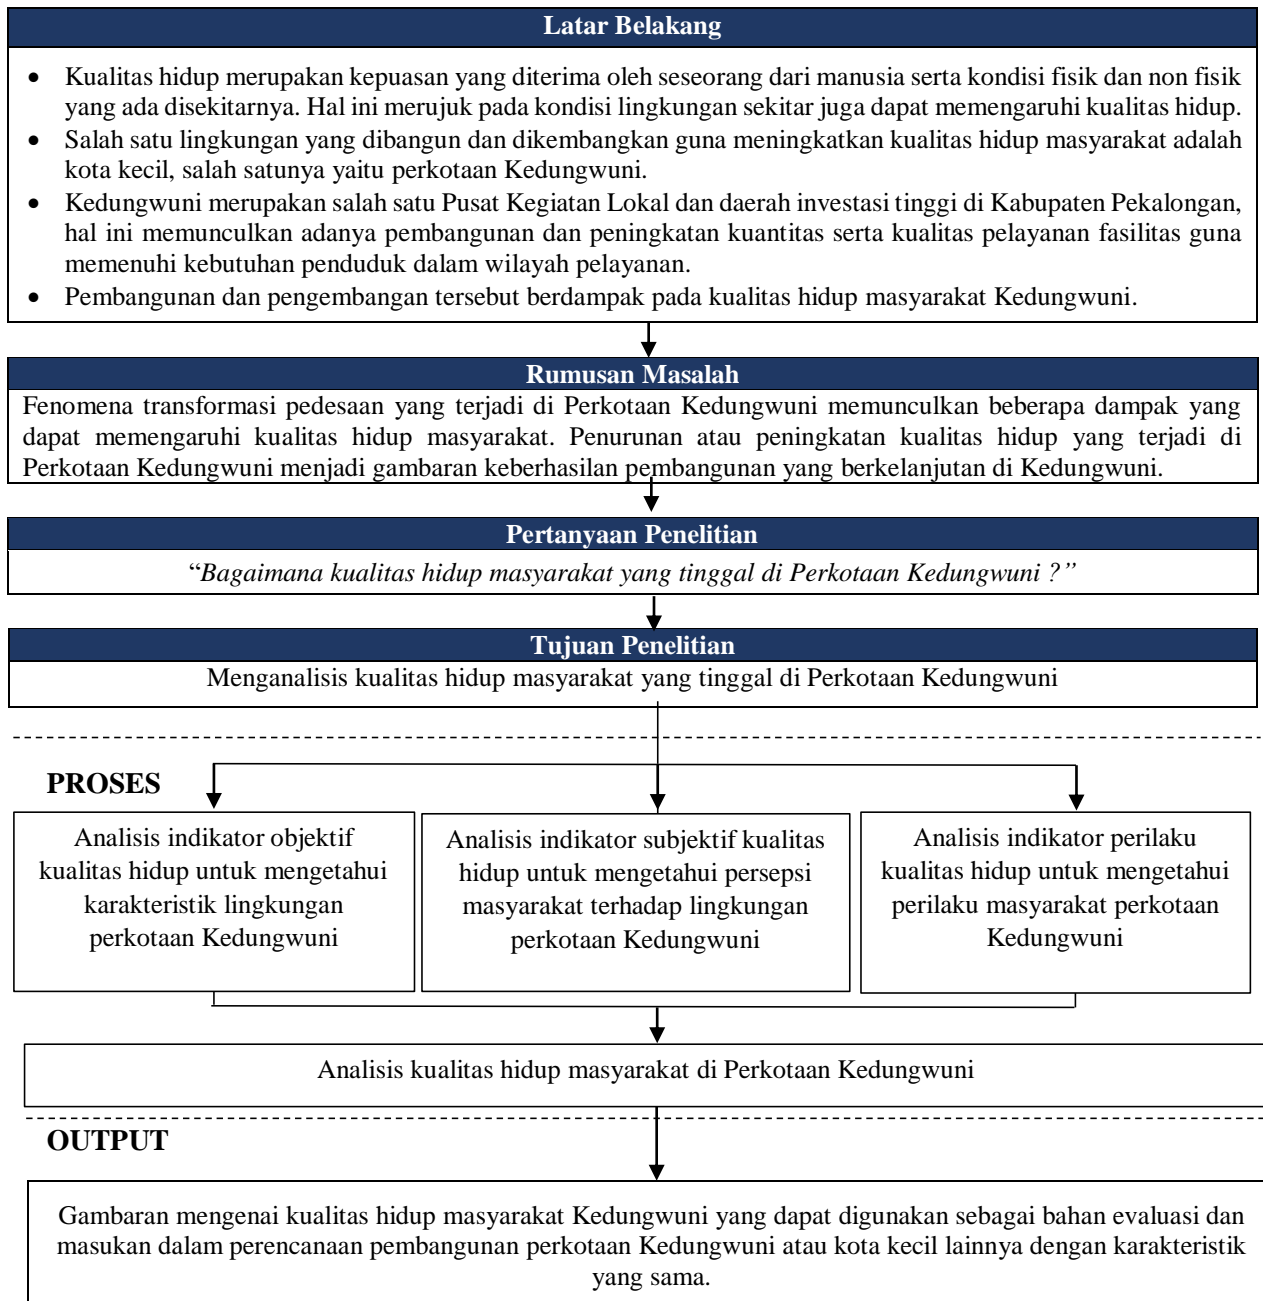 Latar Belakang
• Kualitas hidup merupakan kepuasan yang diterima oleh seseorang dari manusia serta kondisi fisik dan non fisik
yang ada disekitarnya. Hal ini merujuk pada kondisi lingkungan sekitar juga dapat memengaruhi kualitas hidup.
• Salah satu lingkungan yang dibangun dan dikembangkan guna meningkatkan kualitas hidup masyarakat adalah
kota kecil, salah satunya yaitu perkotaan Kedungwuni.
• Kedungwuni merupakan salah satu Pusat Kegiatan Lokal dan daerah investasi tinggi di Kabupaten Pekalongan,
hal ini memunculkan adanya pembangunan dan peningkatan kuantitas serta kualitas pelayanan fasilitas guna
memenuhi kebutuhan penduduk dalam wilayah pelayanan.
• Pembangunan dan pengembangan tersebut berdampak pada kualitas hidup masyarakat Kedungwuni.
Rumusan Masalah
Fenomena transformasi pedesaan yang terjadi di Perkotaan Kedungwuni memunculkan beberapa dampak yang
dapat memengaruhi kualitas hidup masyarakat. Penurunan atau peningkatan kualitas hidup yang terjadi di
Perkotaan Kedungwuni menjadi gambaran keberhasilan pembangunan yang berkelanjutan di Kedungwuni.
Pertanyaan Penelitian
“Bagaimana kualitas hidup masyarakat yang tinggal di Perkotaan Kedungwuni ?”
Tujuan Penelitian
Menganalisis kualitas hidup masyarakat yang tinggal di Perkotaan Kedungwuni
PROSES
Analisis indikator objektif
kualitas hidup untuk mengetahui
karakteristik lingkungan
perkotaan Kedungwuni
Analisis indikator subjektif kualitas
hidup untuk mengetahui persepsi
masyarakat terhadap lingkungan
perkotaan Kedungwuni
Analisis indikator perilaku
kualitas hidup untuk mengetahui
perilaku masyarakat perkotaan
Kedungwuni
Analisis kualitas hidup masyarakat di Perkotaan Kedungwuni
OUTPUT
Gambaran mengenai kualitas hidup masyarakat Kedungwuni yang dapat digunakan sebagai bahan evaluasi dan
masukan dalam perencanaan pembangunan perkotaan Kedungwuni atau kota kecil lainnya dengan karakteristik
yang sama.